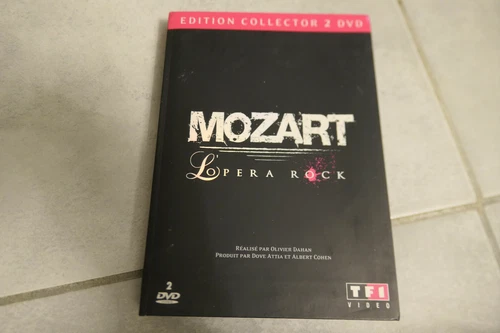 EDITION COLLECTOR 2 DVD
MOZART
L'OPERA ROCK
RÉALISÉ PAR OLIVIER DAHAN
PRODUIT PAR DOVE ATTIA ET ALBERT COHEN
2
DVD
TF1
VIDEO